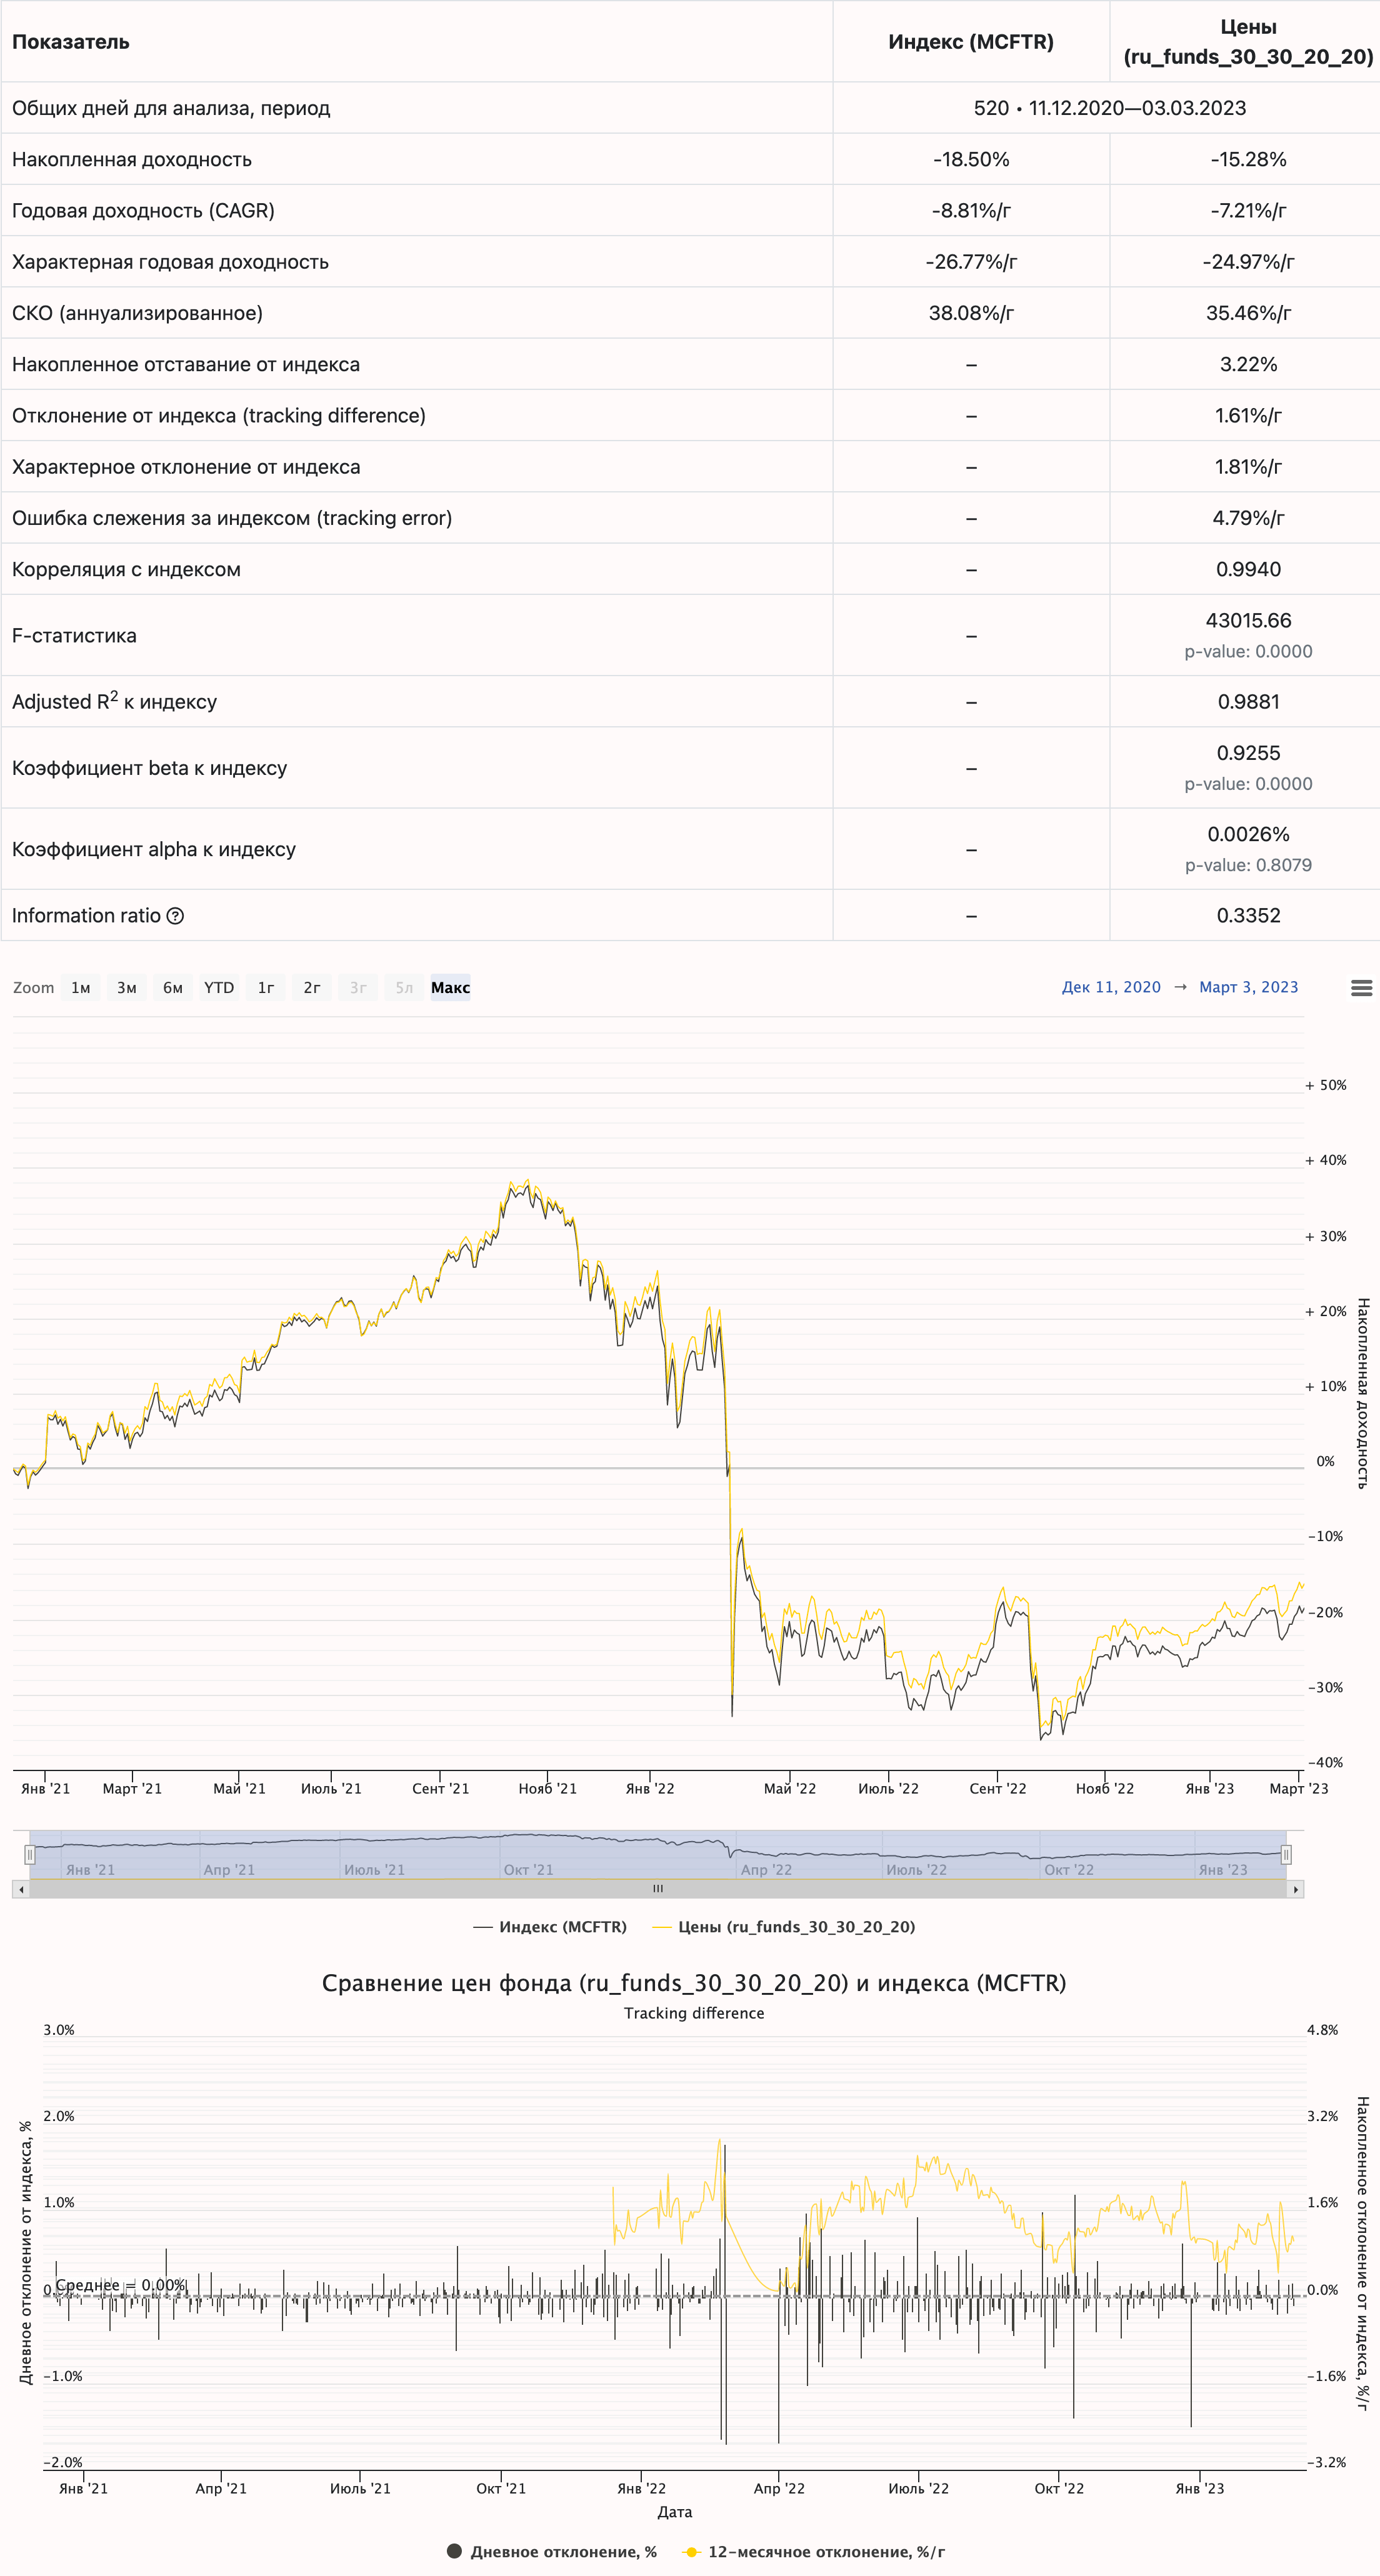 Показатель Индекс (MCFTR) Цены
(ru_funds_30_30_20_20)
Общих дней для анализа, период 520 • 11.12.2020—03.03.2023
Накопленная доходность -18.50% -15.28%
Годовая доходность (CAGR) -8.81%/г -7.21%/г
Характерная годовая доходность -26.77%/г -24.97%/г
СКО (аннуализированное) 38.08%/г 35.46%/г
Накопленное отставание от индекса – 3.22%
Отклонение от индекса (tracking difference) – 1.61%/г
Характерное отклонение от индекса – 1.81%/г
Ошибка слежения за индексом (tracking error) – 4.79%/г
Корреляция с индексом – 0.9940
F-статистика – 43015.66
p-value: 0.0000
Adjusted R² к индексу – 0.9881
Коэффициент beta к индексу – 0.9255
p-value: 0.0000
Коэффициент alpha к индексу – 0.0026%
p-value: 0.8079
Information ratio ? – 0.3352
Zoom 1м 3м 6м YTD 1г 2г 3г 5л Макс Дек 11, 2020 → Март 3, 2023
+ 50%
+ 40%
+ 30%
+ 20%
+ 10%
0%
−10%
−20%
−30%
−40%
Накопленная доходность
Янв '21 Март '21 Май '21 Июль '21 Сент '21 Нояб '21 Янв '22 Май '22 Июль '22 Сент '22 Нояб '22 Янв '23 Март '23
Янв '21 Апр '21 Июль '21 Окт '21 Апр '22 Июль '22 Окт '22 Янв '23
Индекс (MCFTR) Цены (ru_funds_30_30_20_20)
Сравнение цен фонда (ru_funds_30_30_20_20) и индекса (MCFTR)
Tracking difference
3.0% 4.8%
2.0% 3.2%
1.0% 1.6%
Среднее = 0.00%
0.0%
−1.0% −1.6%
−2.0% −3.2%
Дневное отклонение от индекса, %
Накопленное отклонение от индекса, %/г
Янв '21 Апр '21 Июль '21 Окт '21 Янв '22 Апр '22 Июль '22 Окт '22 Янв '23
Дата
Дневное отклонение, % 12−месячное отклонение, %/г